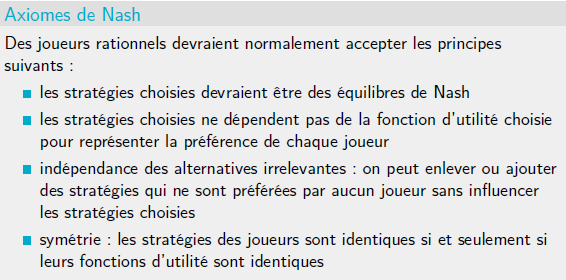 Axiomes de Nash
Des joueurs rationnels devraient normalement accepter les principes
suivants :
les stratégies choisies devraient être des équilibres de Nash
les stratégies choisies ne dépendent pas de la fonction d'utilité choisie
pour représenter la préférence de chaque joueur
indépendance des alternatives irrelevantes : on peut enlever ou ajouter
des stratégies qui ne sont préférées par aucun joueur sans influencer
les stratégies choisies
symétrie : les stratégies des joueurs sont identiques si et seulement si
leurs fonctions d'utilité sont identiques